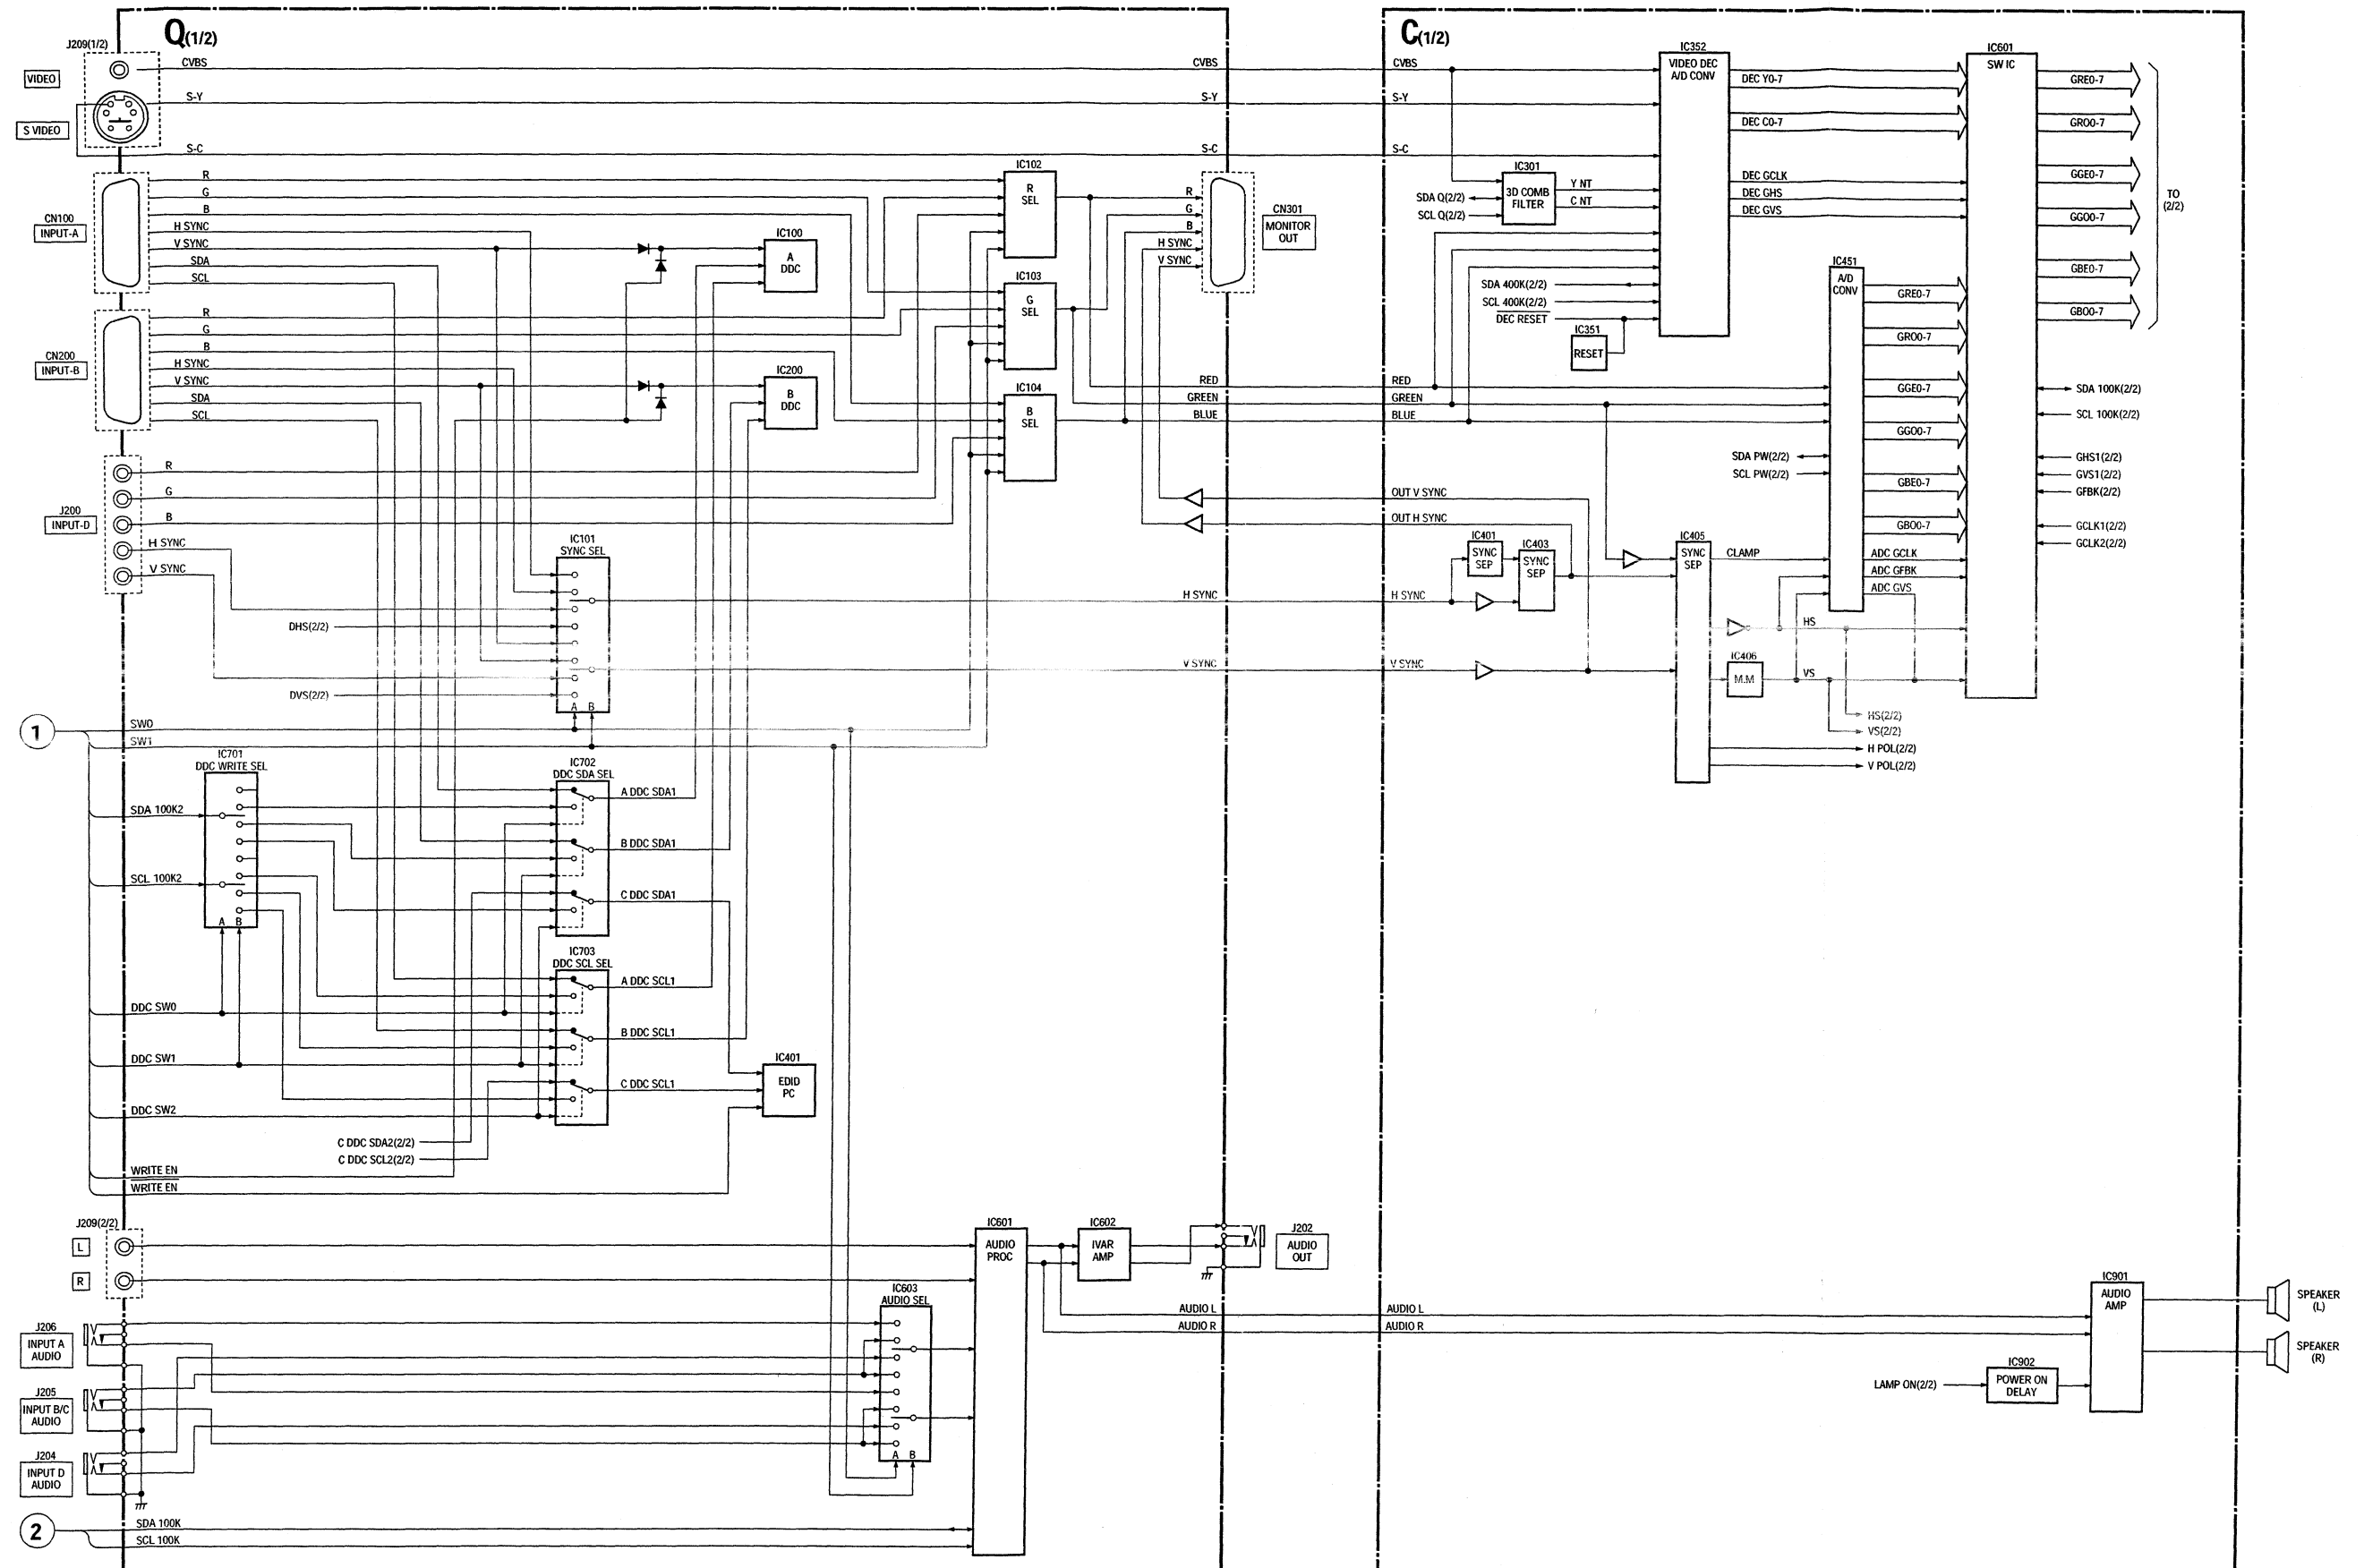 Q(1/2)
J209(1/2)
VIDEO
S VIDEO
CVBS
CVBS
S-Y
S-Y
S-C
S-C
CN100
INPUT-A
R
G
B
H SYNC
V SYNC
SDA
SCL
CN200
INPUT-B
R
G
B
H SYNC
V SYNC
SDA
SCL
J200
INPUT-D
R
G
B
H SYNC
V SYNC
IC100
A
DDC
IC200
B
DDC
IC102
R
SEL
IC103
G
SEL
IC104
B
SEL
R
G
B
H SYNC
V SYNC
CN301
MONITOR
OUT
RED
GREEN
BLUE
IC101
SYNC SEL
DHS(2/2)
DVS(2/2)
A B
H SYNC
V SYNC
1
SW0
SW1
IC701
DDC WRITE SEL
SDA 100K2
SCL 100K2
A B
DDC SW0
DDC SW1
DDC SW2
IC702
DDC SDA SEL
A DDC SDA1
B DDC SDA1
C DDC SDA1
IC703
DDC SCL SEL
A DDC SCL1
B DDC SCL1
C DDC SCL1
IC401
EDID
PC
C DDC SDA2(2/2)
C DDC SCL2(2/2)
WRITE EN
WRITE EN
J209(2/2)
L
R
J206
INPUT A
AUDIO
J205
INPUT B/C
AUDIO
J204
INPUT D
AUDIO
IC603
AUDIO SEL
A B
IC601
AUDIO
PROC
IC602
IVAR
AMP
J202
AUDIO
OUT
AUDIO L
AUDIO R
2
SDA 100K
SCL 100K
C(1/2)
CVBS
S-Y
S-C
IC352
VIDEO DEC
A/D CONV
IC301
3D COMB
FILTER
SDA Q(2/2)
SCL Q(2/2)
Y NT
C NT
SDA 400K(2/2)
SCL 400K(2/2)
DEC RESET
IC351
RESET
DEC Y0-7
DEC C0-7
DEC GCLK
DEC GHS
DEC GVS
IC601
SW IC
GRE0-7
GRO0-7
GGE0-7
GGO0-7
GBE0-7
GBO0-7
TO
(2/2)
IC451
A/D
CONV
GRE0-7
GRO0-7
GGE0-7
GGO0-7
GBE0-7
GBO0-7
RED
GREEN
BLUE
SDA PW(2/2)
SCL PW(2/2)
SDA 100K(2/2)
SCL 100K(2/2)
GHS1(2/2)
GVS1(2/2)
GFBK(2/2)
GCLK1(2/2)
GCLK2(2/2)
OUT V SYNC
OUT H SYNC
IC401
SYNC
SEP
IC403
SYNC
SEP
IC405
SYNC
SEP
CLAMP
ADC GCLK
ADC GFBK
ADC GVS
H SYNC
V SYNC
HS
IC406
M.M
VS
HS(2/2)
VS(2/2)
H POL(2/2)
V POL(2/2)
AUDIO L
AUDIO R
IC901
AUDIO
AMP
SPEAKER
(L)
SPEAKER
(R)
IC902
POWER ON
DELAY
LAMP ON(2/2)